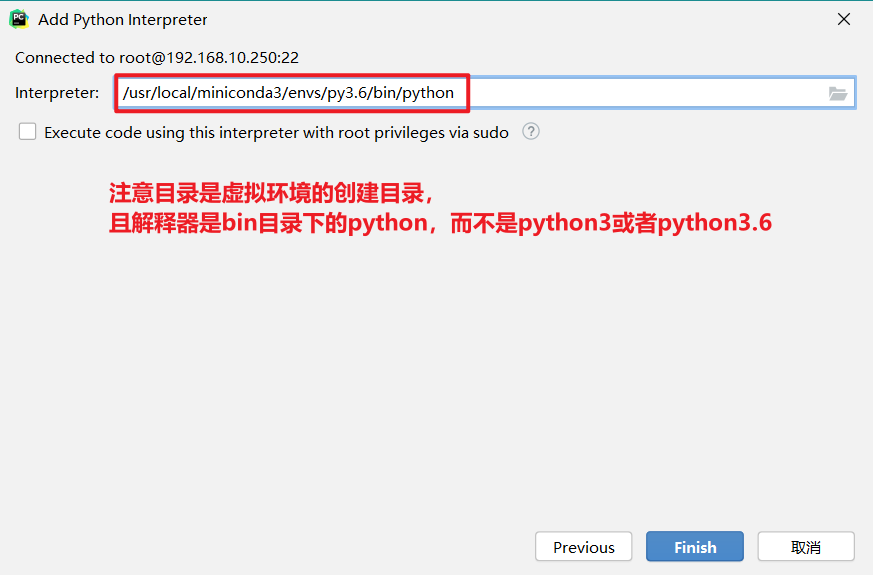 PC
Add Python Interpreter
Connected to root@192.168.10.250:22
Interpreter: /usr/local/miniconda3/envs/py3.6/bin/python
Execute code using this interpreter with root privileges via sudo ?
注意目录是虚拟环境的创建目录，
且解释器是bin目录下的python，而不是python3或者python3.6
Previous Finish 取消